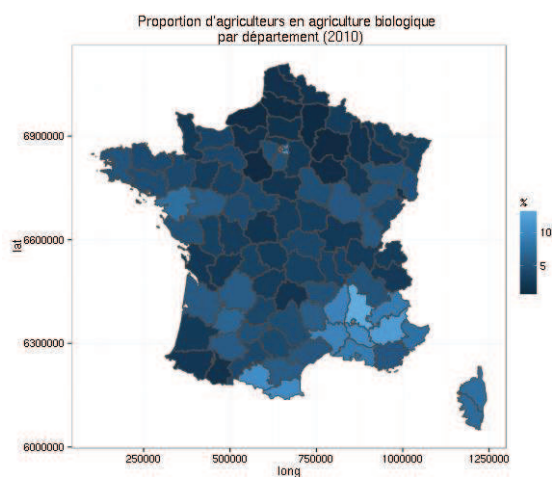 Proportion d'agriculteurs en agriculture biologique
par département (2010)
6900000
6600000
6300000
6000000
lat
250000 500000 750000 1000000 1250000
long
%
10
5